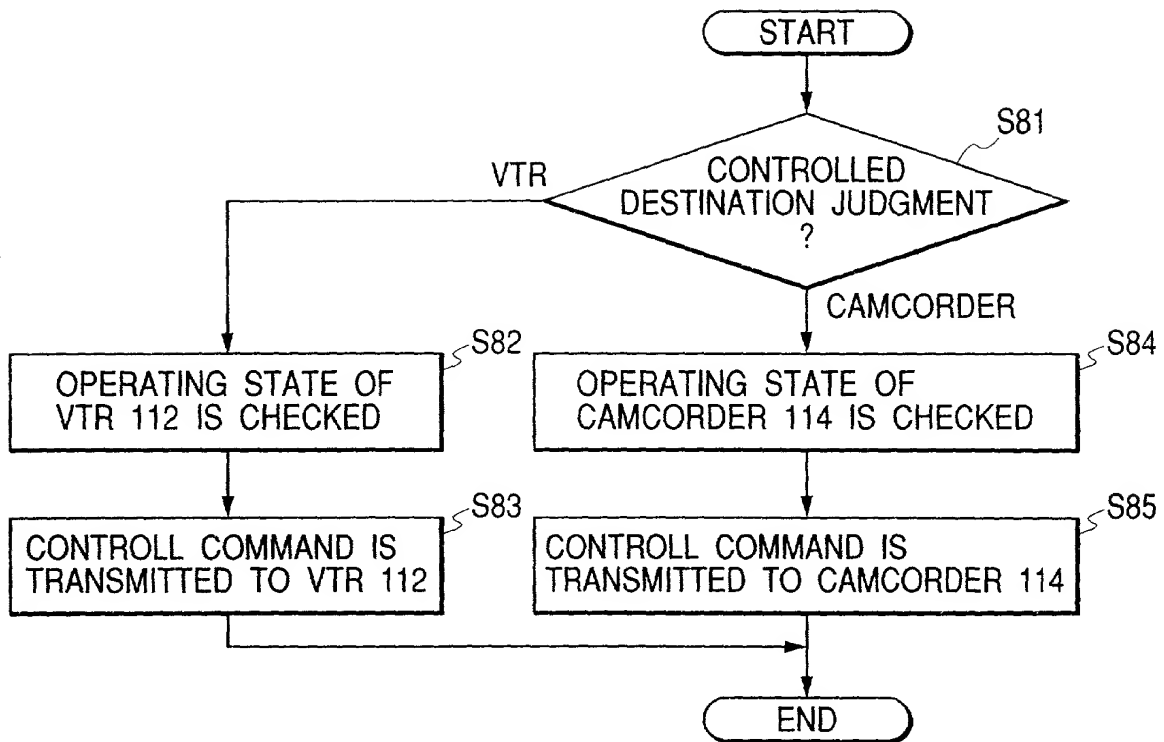 START
S81
CONTROLLED
DESTINATION JUDGMENT
?
VTR
CAMCORDER
S82
OPERATING STATE OF
VTR 112 IS CHECKED
S84
OPERATING STATE OF
CAMCORDER 114 IS CHECKED
S83
CONTROLL COMMAND IS
TRANSMITTED TO VTR 112
S85
CONTROLL COMMAND IS
TRANSMITTED TO CAMCORDER 114
END